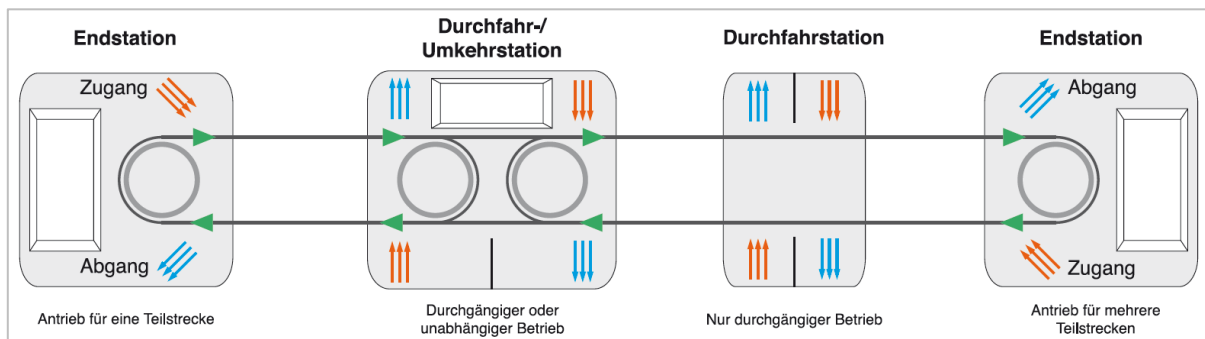 Endstation
Durchfahr-/
Umkehrstation
Durchfahrstation
Endstation
Zugang
Abgang
Abgang
Zugang
Antrieb für eine Teilstrecke
Durchgängiger oder
unabhängiger Betrieb
Nur durchgängiger Betrieb
Antrieb für mehrere
Teilstrecken